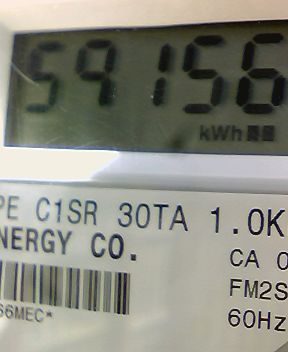 59156
kWh
PE C1SR 30TA 1.0K
NERGY CO.
CA 0
FM2S
66MEC*
60Hz